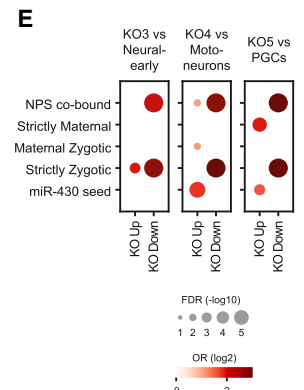 E
KO3 vs
Neural-
early
KO4 vs
Moto-
neurons
KO5 vs
PGCs
NPS co-bound
Strictly Maternal
Maternal Zygotic
Strictly Zygotic
miR-430 seed
KO Up
KO Down
KO Up
KO Down
KO Up
KO Down
FDR (-log10)
1 2 3 4 5
OR (log2)